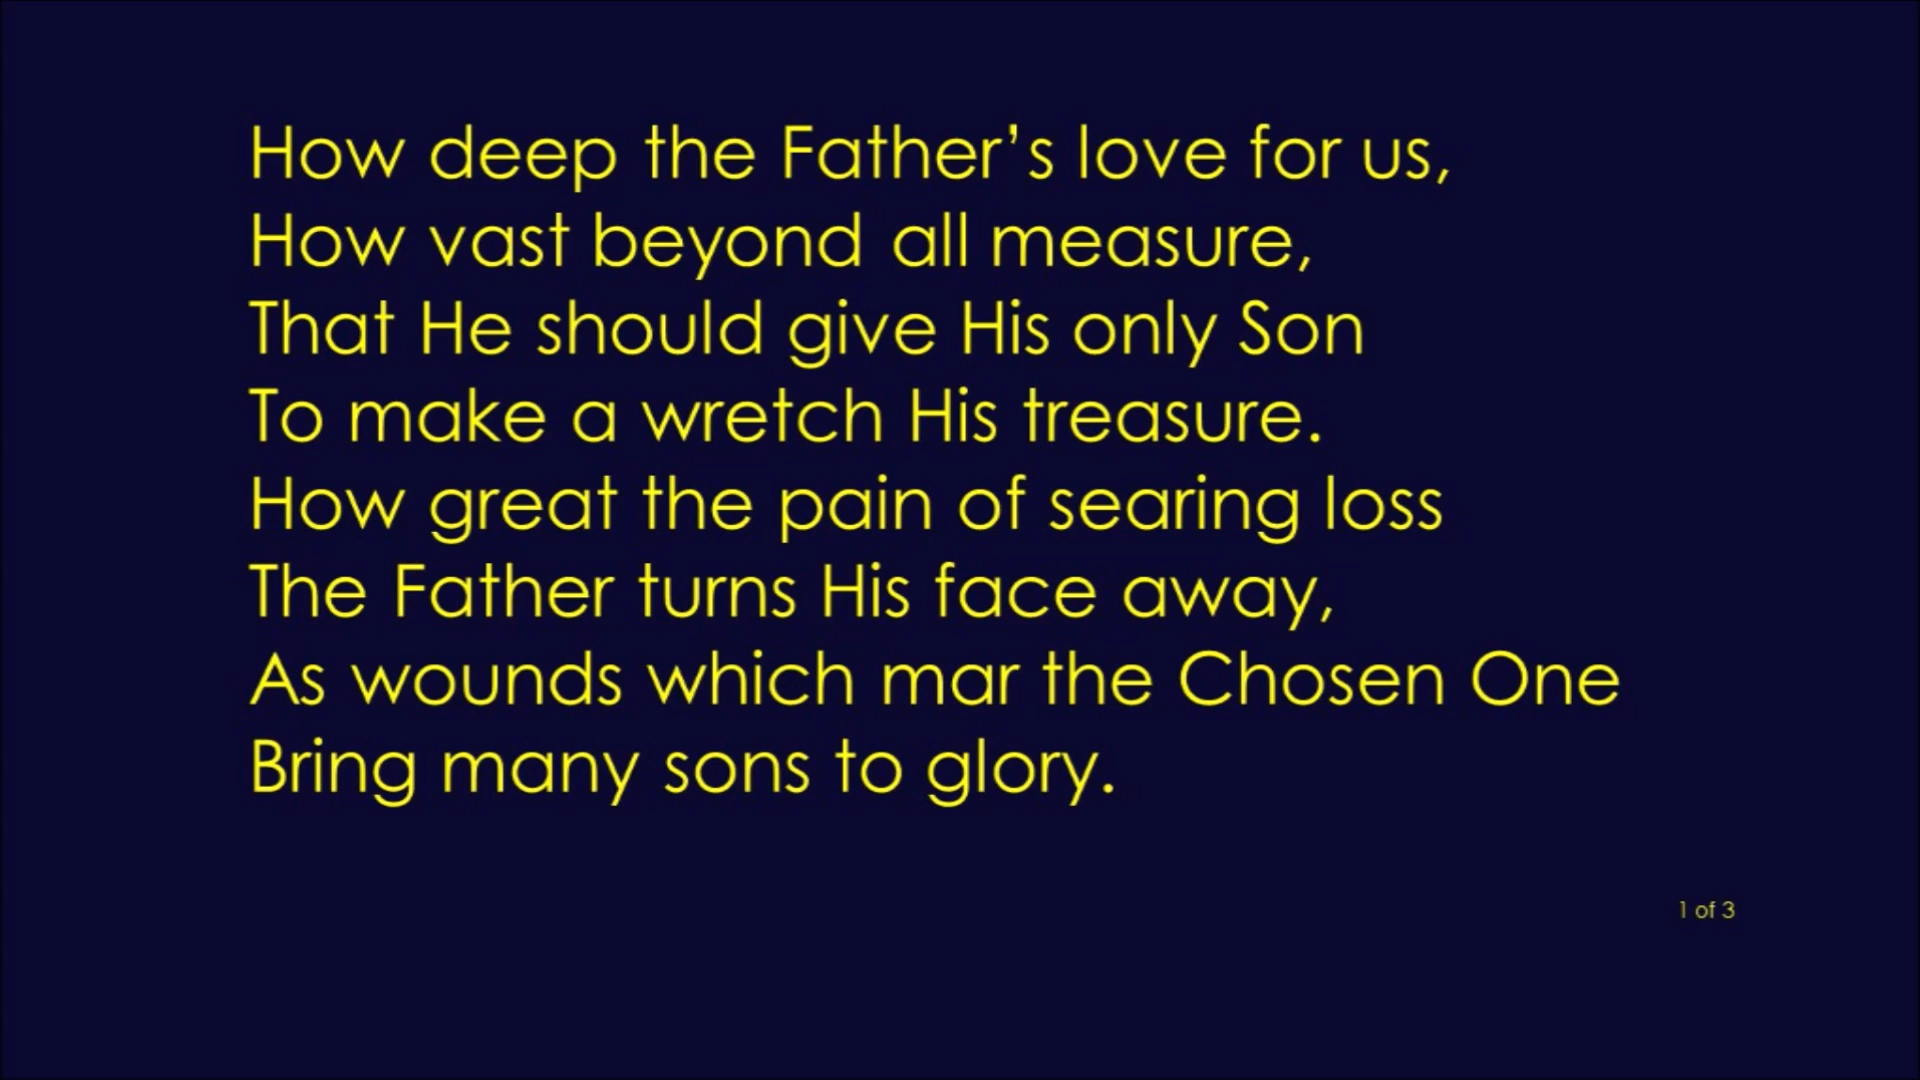 How deep the Father’s love for us,
How vast beyond all measure,
That He should give His only Son
To make a wretch His treasure.
How great the pain of searing loss
The Father turns His face away,
As wounds which mar the Chosen One
Bring many sons to glory.
1 of 3